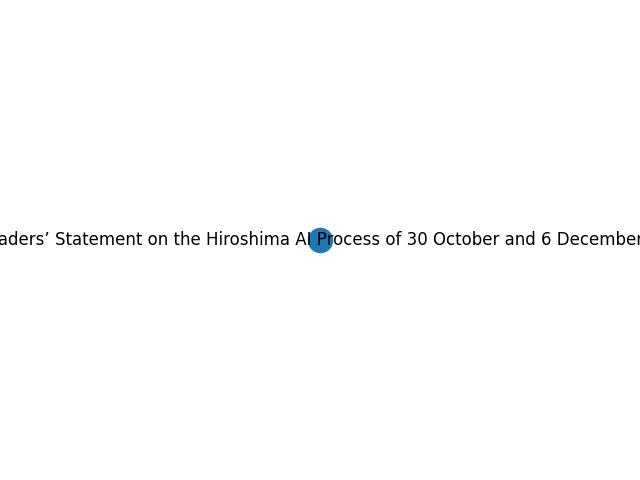 aders’ Statement on the Hiroshima AI Process of 30 October and 6 December